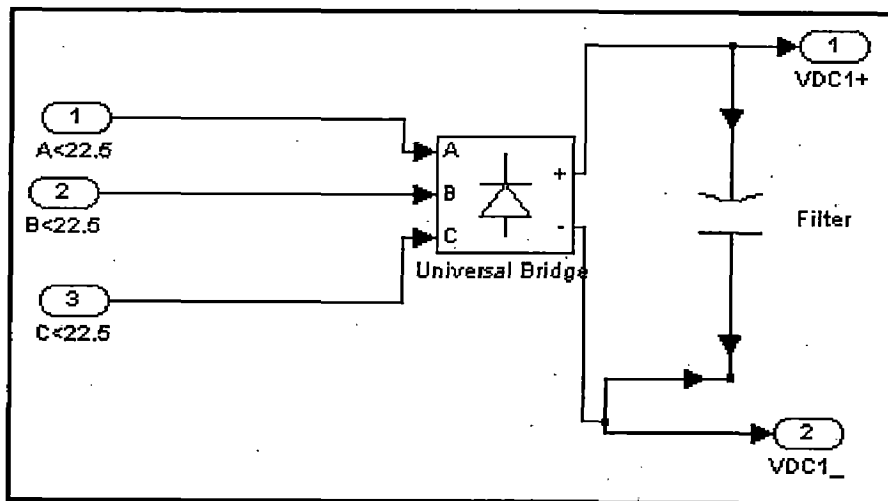 1
VDC1+
1
A<22.5
A
+
2
B
B<22.5
Filter
-
C
Universal Bridge
3
C<22.5
2
VDC1_